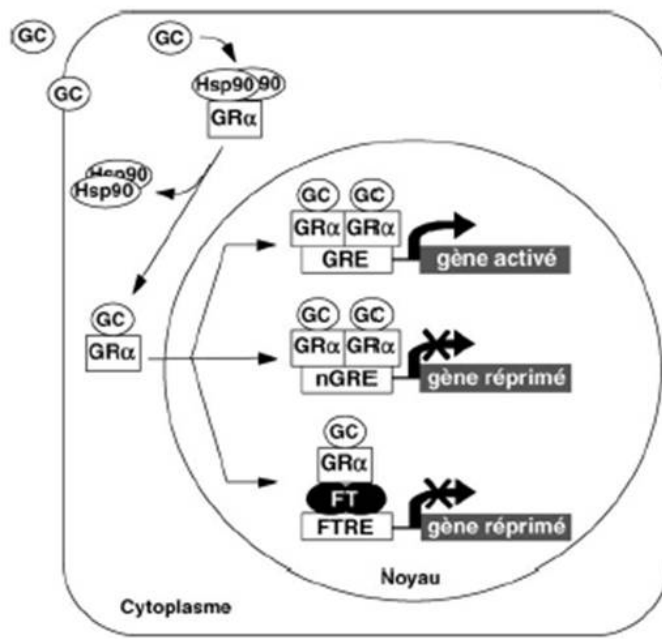 GC
GC
GC
Hsp90 90
GRα
Hsp90
Hsp90
GC
GRα
GC GC
GRα GRα
GRE
gène activé
GC GC
GRα GRα
nGRE
gène réprimé
GC
GRα
FT
FTRE
gène réprimé
Noyau
Cytoplasme